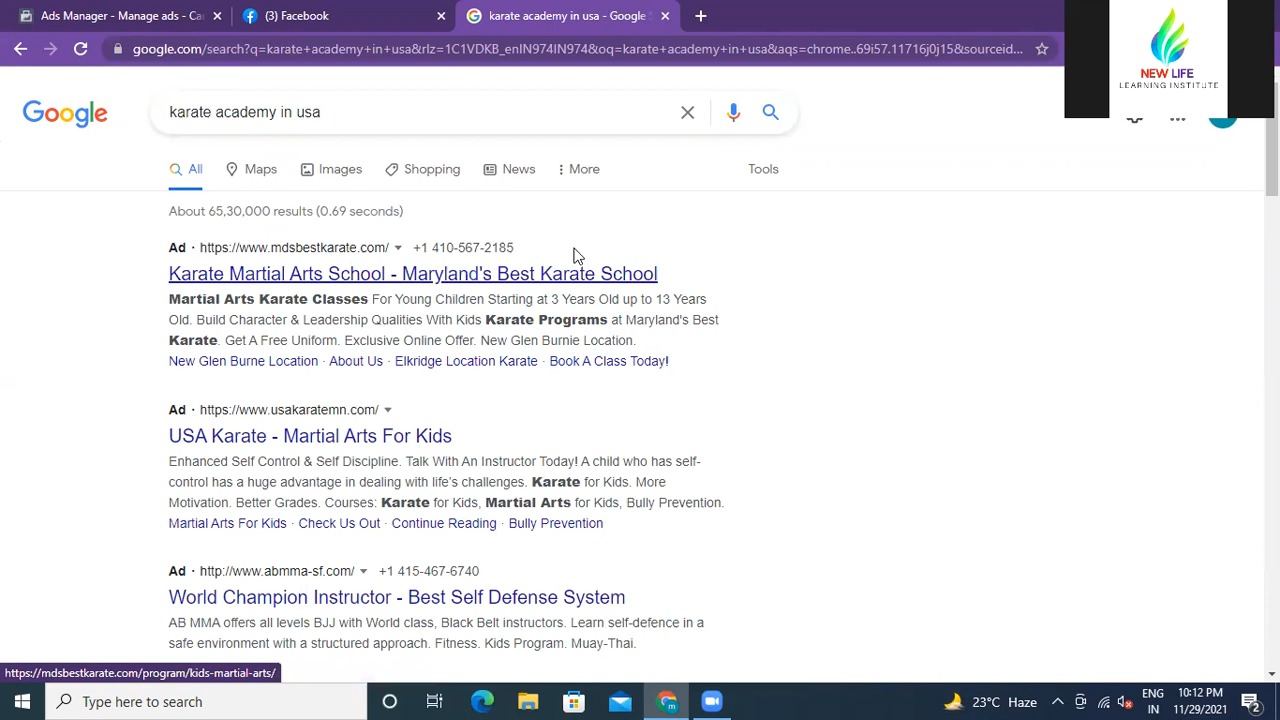 Ads Manager - Manage ads - Ca
(3) Facebook
karate academy in usa - Google S
google.com/search?q=karate+academy+in+usa&rlz=1C1VDKB_enIN974IN974&oq=karate+academy+in+usa&aqs=chrome..69i57.11716j0j15&sourceid...
NEW LIFE
LEARNING INSTITUTE
Google
karate academy in usa
All
Maps
Images
Shopping
News
More
Tools
About 65,30,000 results (0.69 seconds)
Ad · https://www.mdsbestkarate.com/ +1 410-567-2185
Karate Martial Arts School - Maryland's Best Karate School
Martial Arts Karate Classes For Young Children Starting at 3 Years Old up to 13 Years
Old. Build Character & Leadership Qualities With Kids Karate Programs at Maryland's Best
Karate. Get A Free Uniform. Exclusive Online Offer. New Glen Burnie Location.
New Glen Burne Location · About Us · Elkridge Location Karate · Book A Class Today!
Ad · https://www.usakaratemn.com/
USA Karate - Martial Arts For Kids
Enhanced Self Control & Self Discipline. Talk With An Instructor Today! A child who has self-
control has a huge advantage in dealing with life's challenges. Karate for Kids. More
Motivation. Better Grades. Courses: Karate for Kids, Martial Arts for Kids, Bully Prevention.
Martial Arts For Kids · Check Us Out · Continue Reading · Bully Prevention
Ad · http://www.abmma-sf.com/ +1 415-467-6740
World Champion Instructor - Best Self Defense System
AB MMA offers all levels BJJ with World class, Black Belt instructors. Learn self-defence in a
safe environment with a structured approach. Fitness. Kids Program. Muay-Thai.
https://mdsbestkarate.com/program/kids-martial-arts/
Type here to search
23°C Haze
ENG
IN
10:12 PM
11/29/2021
2